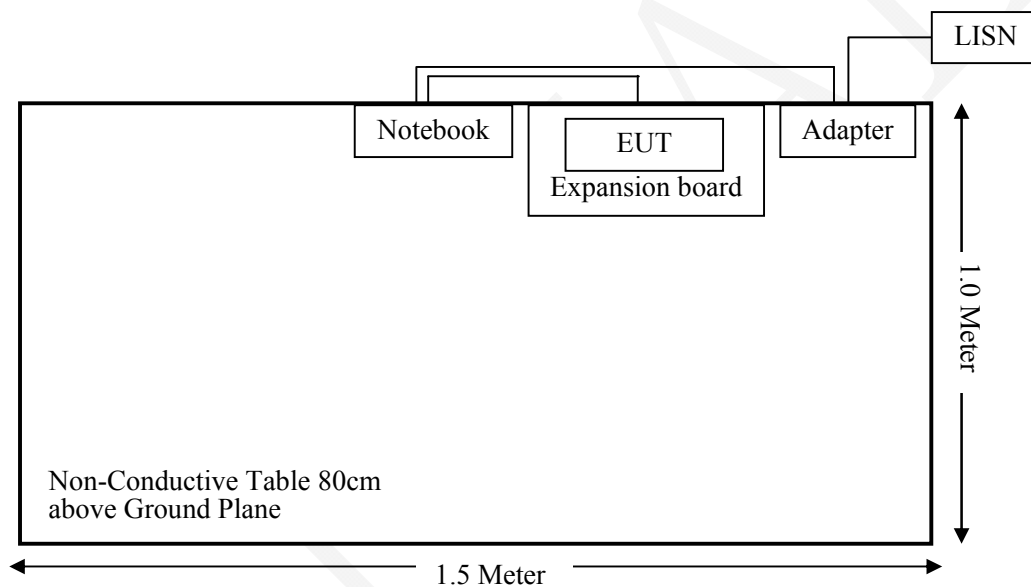 LISN
Notebook
EUT
Expansion board
Adapter
1.0 Meter
Non-Conductive Table 80cm
above Ground Plane
1.5 Meter